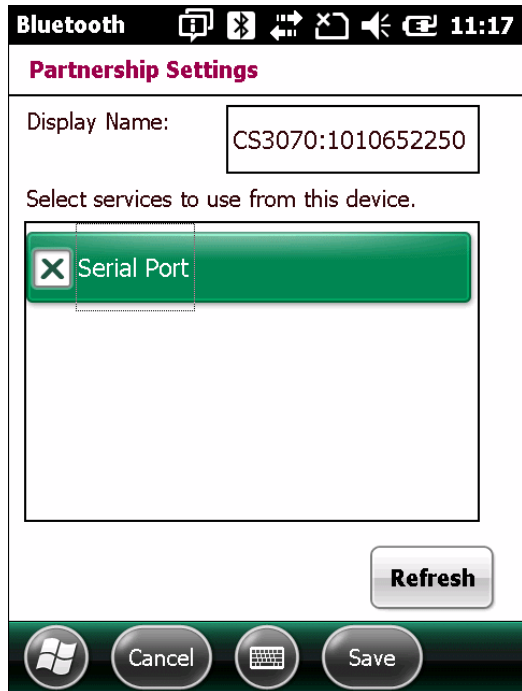 Bluetooth 11:17
Partnership Settings
Display Name:
CS3070:1010652250
Select services to use from this device.
Serial Port
Refresh
Cancel Save